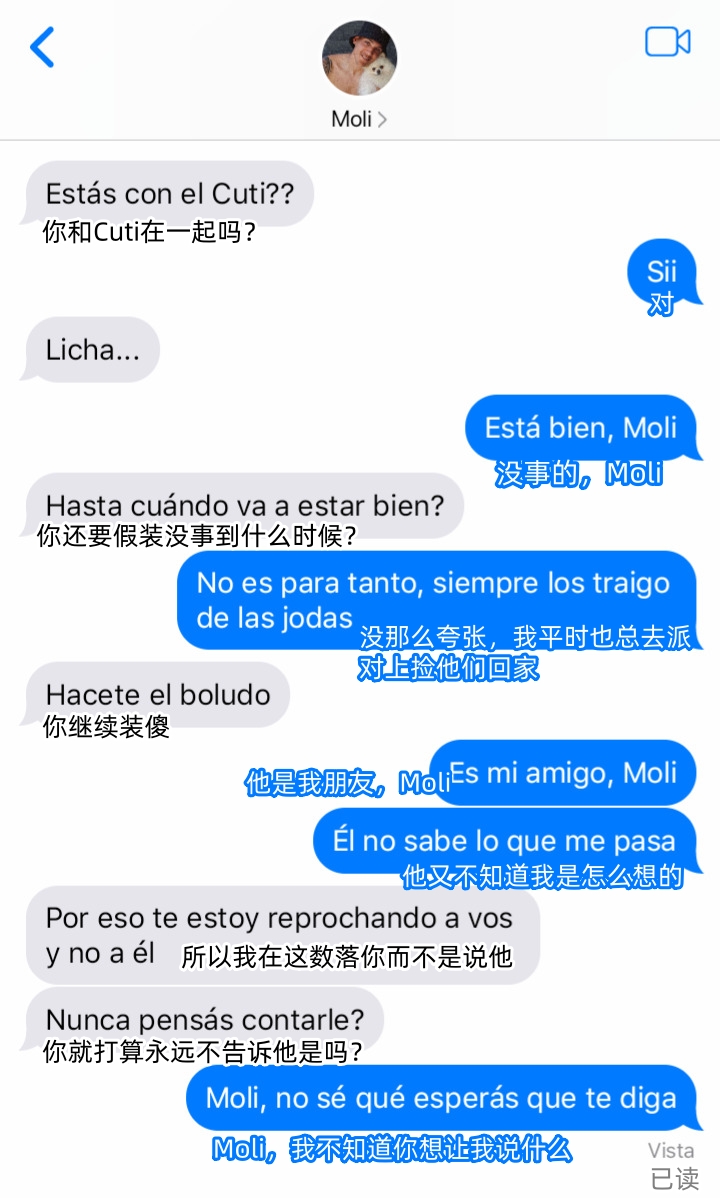 Moli
Estás con el Cuti??
你和Cuti在一起吗？
Sii
对
Licha...
Está bien, Moli
没事的，Moli
Hasta cuándo va a estar bien?
你还要假装没事到什么时候？
No es para tanto, siempre los traigo
de las jodas
没那么夸张，我平时也总去派
对上捡他们回家
Hacete el boludo
你继续装傻
Es mi amigo, Moli
他是我朋友，Moli
Él no sabe lo que me pasa
他又不知道我是怎么想的
Por eso te estoy reprochando a vos
y no a él
所以我在这数落你而不是说他
Nunca pensás contarle?
你就打算永远不告诉他是吗？
Moli, no sé qué esperás que te diga
Moli，我不知道你想让我说什么
Vista
已读